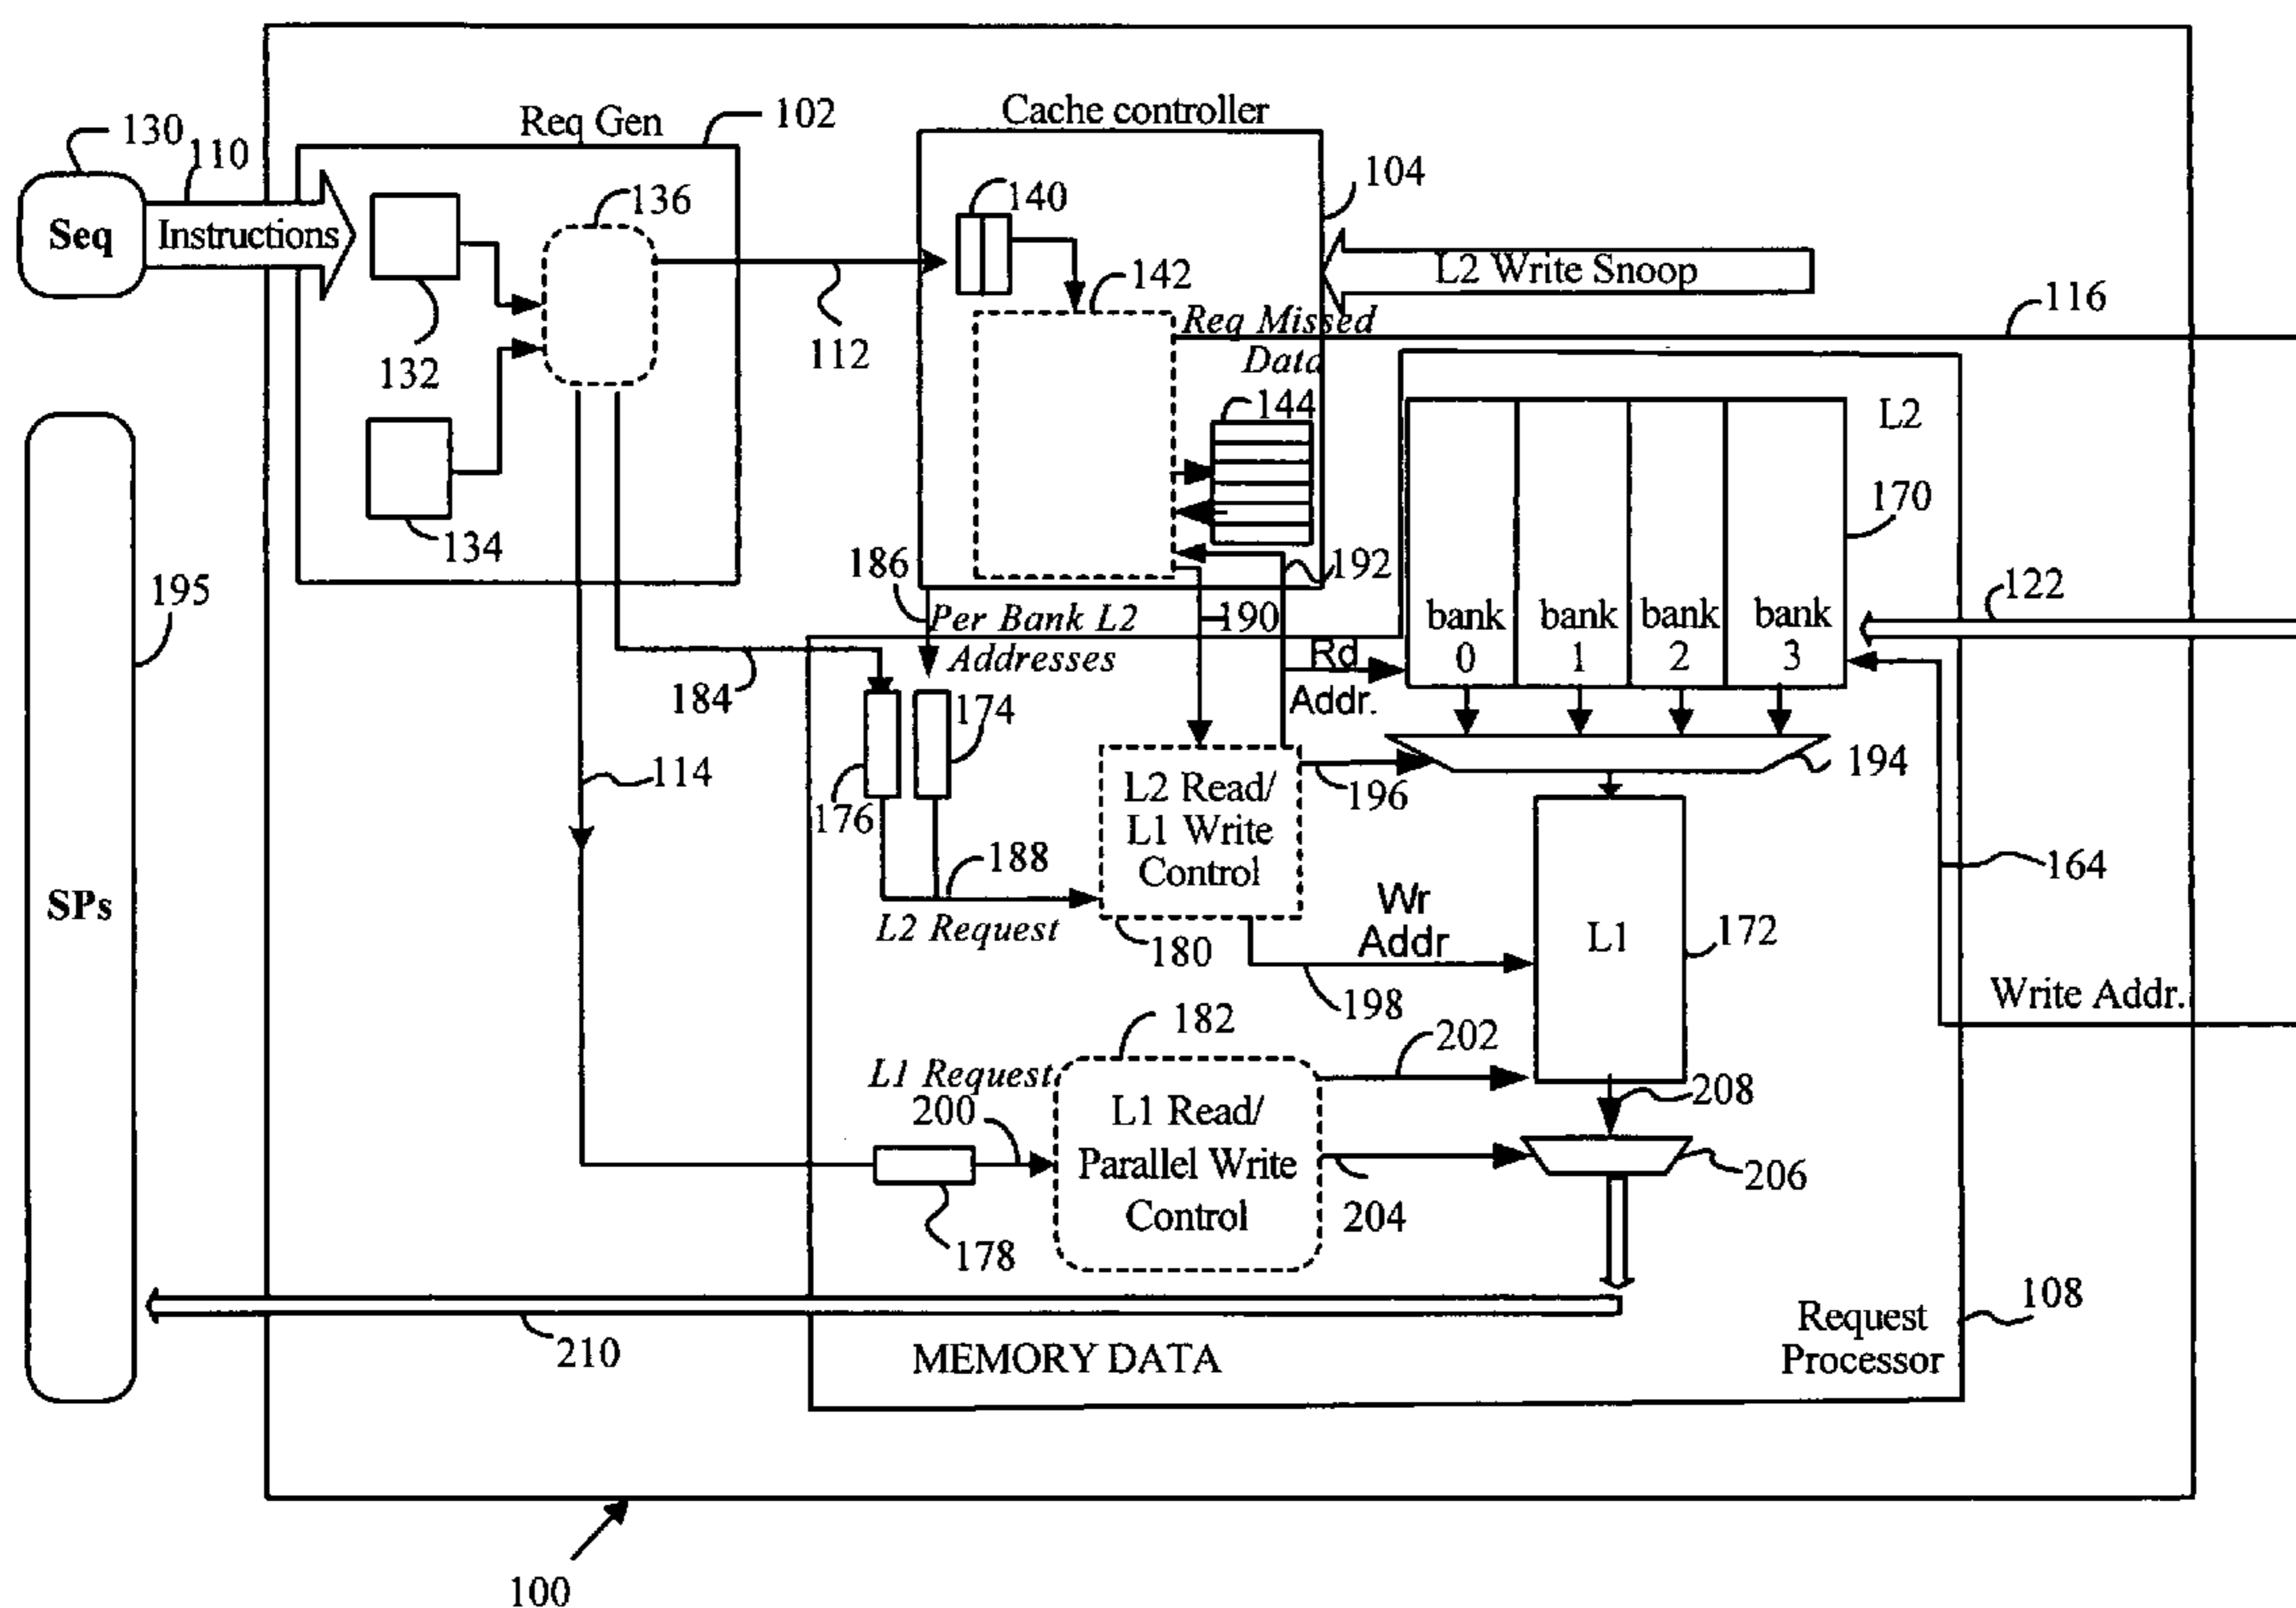 Cache controller
Req Gen
102
130
110
104
Seq
Instructions
136
140
L2 Write Snoop
142
116
Req Missed
Data
112
132
144
L2
170
134
186
192
122
195
Per Bank L2
190
bank
0
bank
1
bank
2
bank
3
Addresses
Rd
Addr.
184
174
114
196
194
176
L2 Read/
L1 Write
Control
188
164
Wr
Addr
SPs
L2 Request
180
L1
172
198
Write Addr.
182
202
L1 Request
200
208
L1 Read/
Parallel Write
Control
206
204
178
108
Request
Processor
210
MEMORY DATA
100